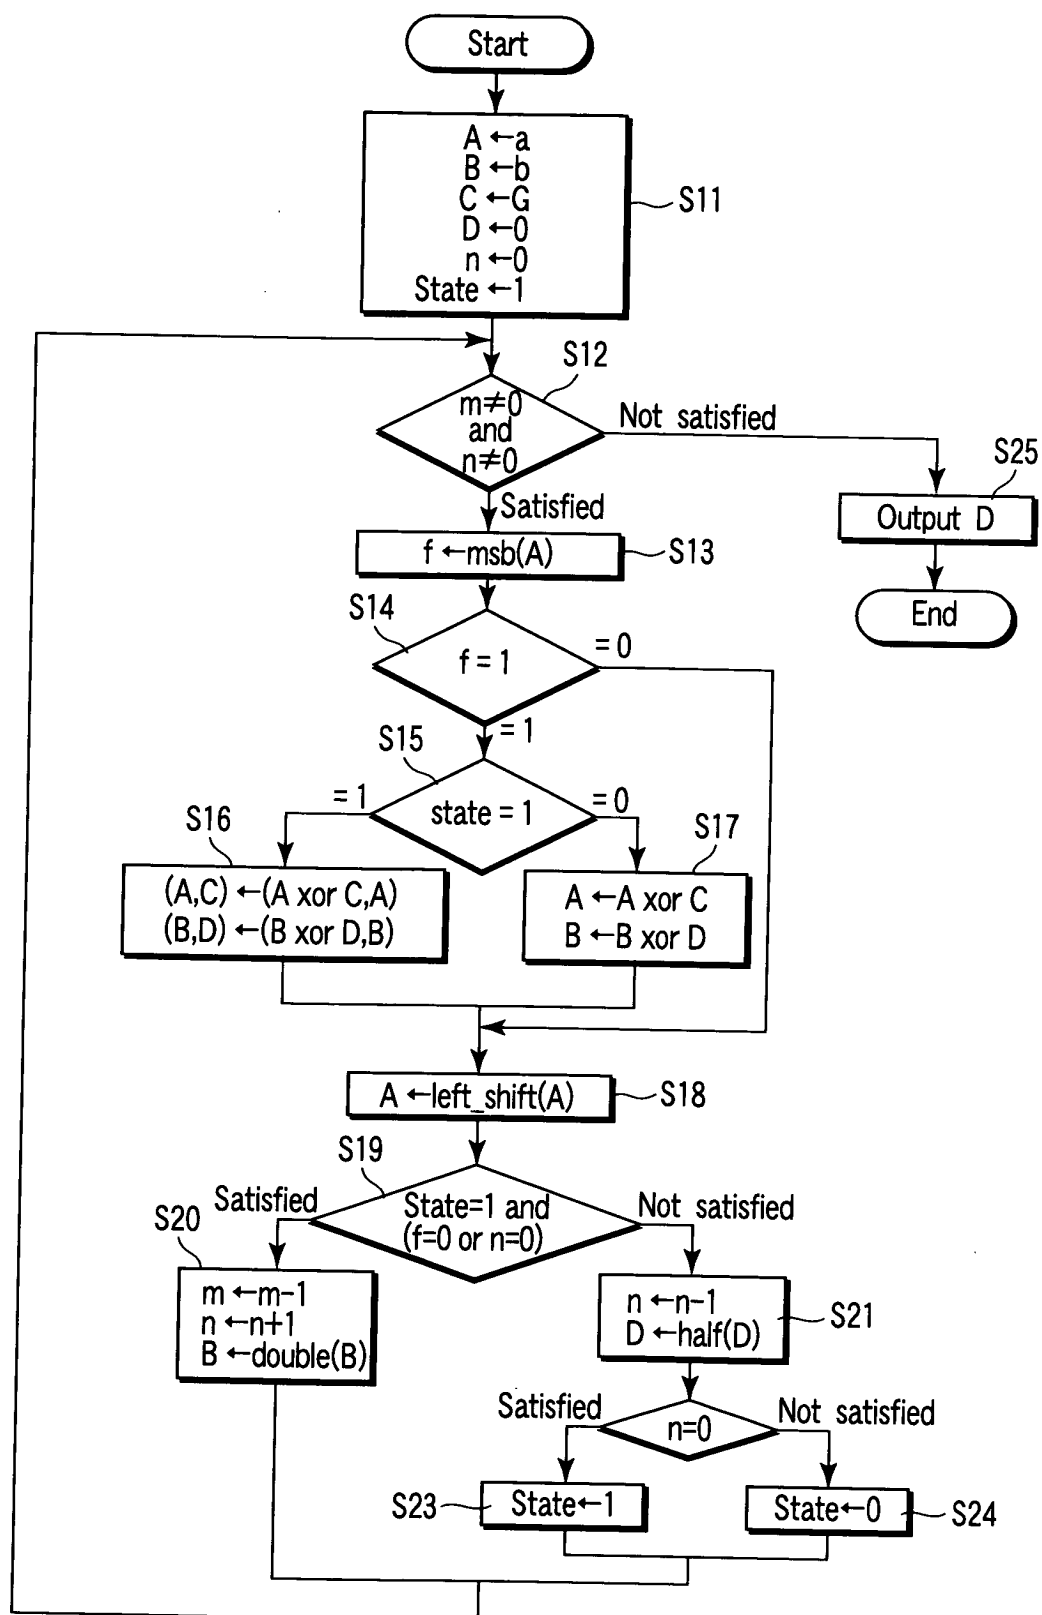 Start
A ←a
B ←b
C ←G
D ←0
n ←0
State ←1
S11
S12
m≠0
and
n≠0
Not satisfied
S25
Output D
End
Satisfied
f ←msb(A)
S13
S14
f = 1
= 0
= 1
S15
state = 1
= 1
= 0
S16
(A,C) ←(A xor C,A)
(B,D) ←(B xor D,B)
S17
A ←A xor C
B ←B xor D
A ←left_shift(A)
S18
S19
State=1 and
(f=0 or n=0)
Satisfied
Not satisfied
S20
m ←m-1
n ←n+1
B ←double(B)
n ←n-1
D ←half(D)
S21
n=0
Satisfied
Not satisfied
S23
State←1
State←0
S24